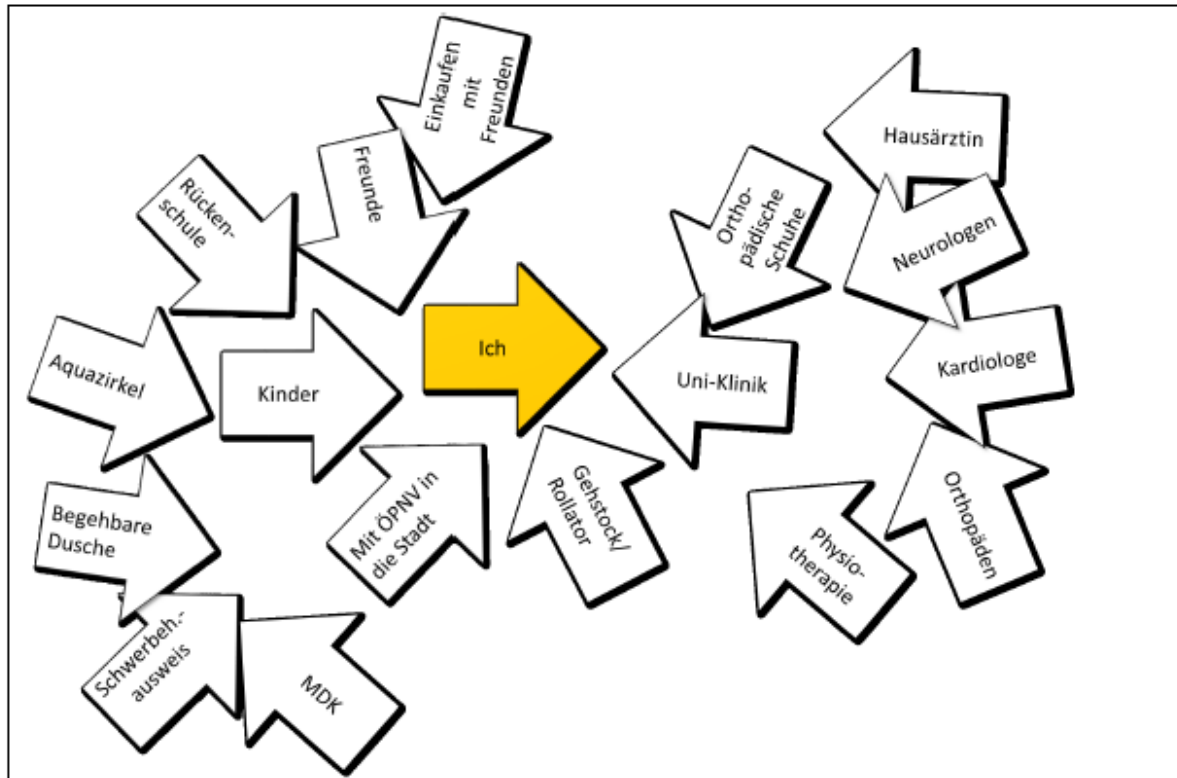 Einkaufen
mit
Freunden
Freunde
Rücken-
schule
Hausärztin
Ortho-
pädische
Schuhe
Neurologen
Aquazirkel
Kinder
Ich
Uni-Klinik
Kardiologe
Begehbare
Dusche
Mit ÖPNV in
die Stadt
Gehstock/
Rollator
Physio-
therapie
Orthopäden
Schwerbeh.-
ausweis
MDK